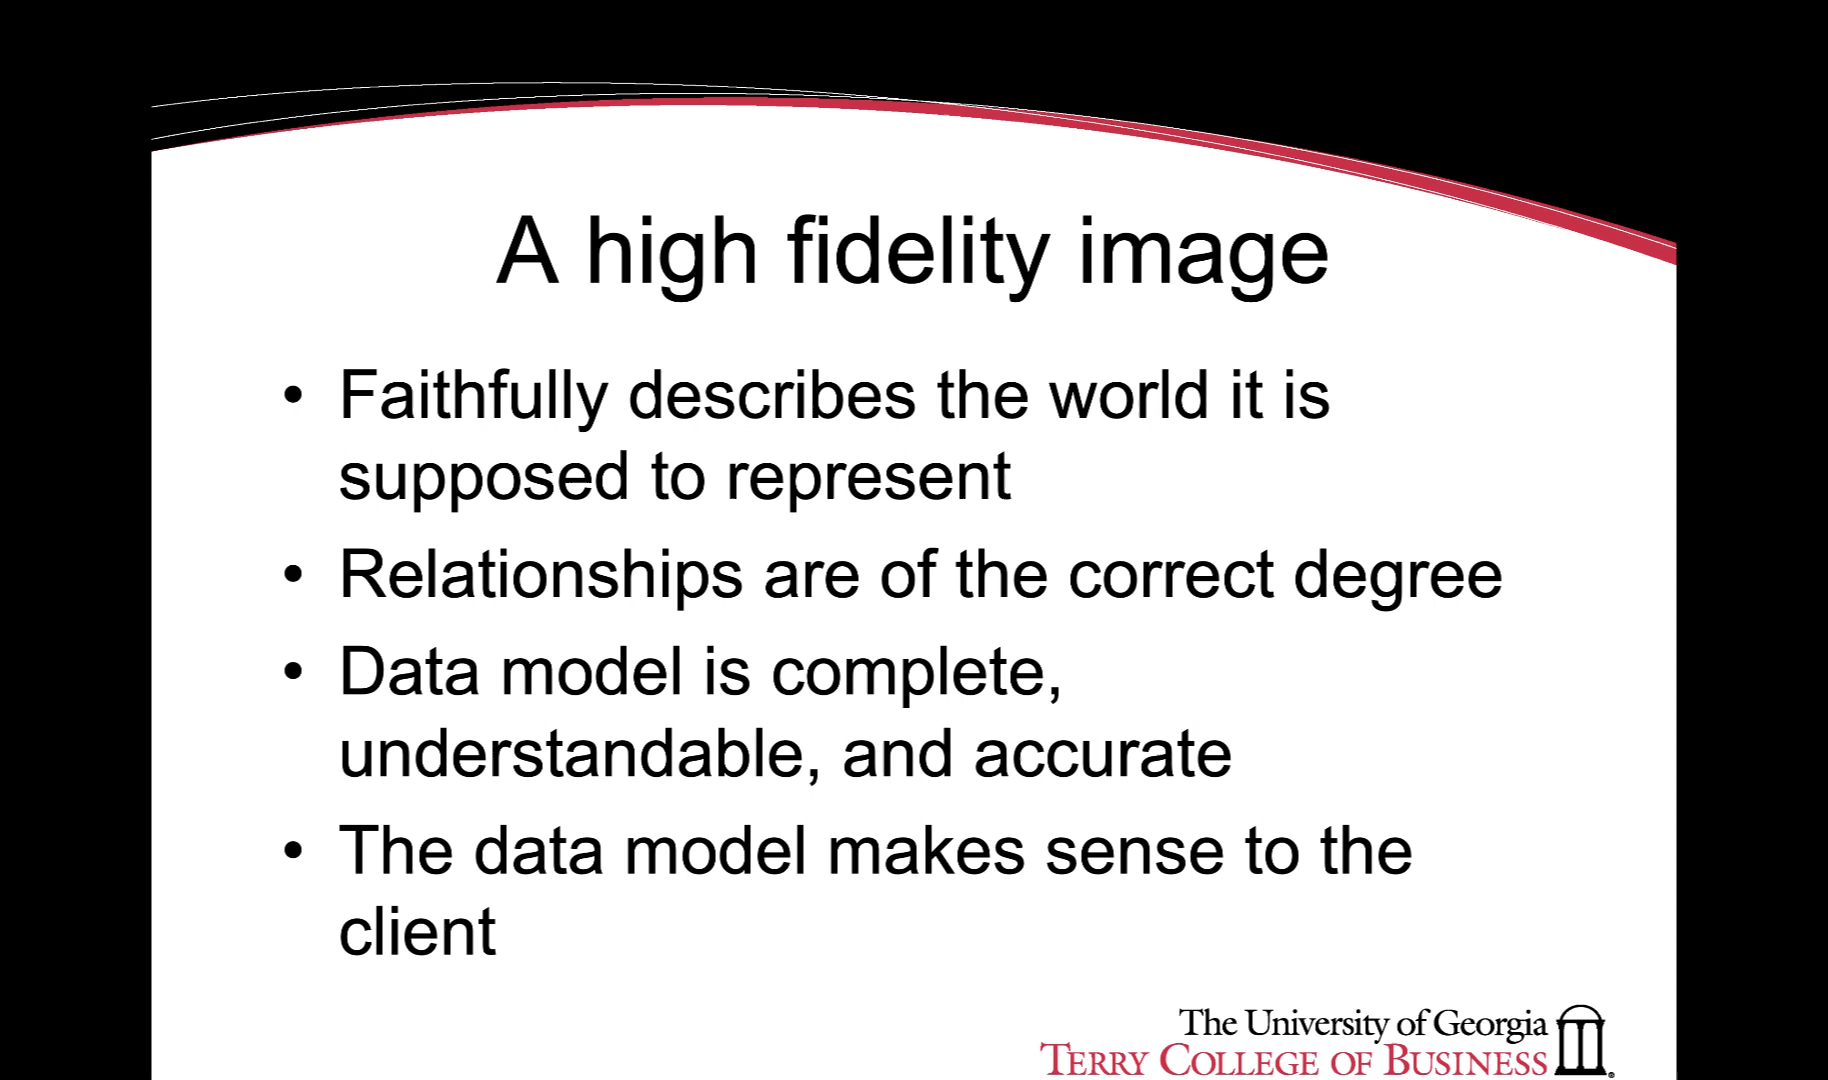 A high fidelity image
• Faithfully describes the world it is
supposed to represent
• Relationships are of the correct degree
• Data model is complete,
understandable, and accurate
• The data model makes sense to the
client
The University of Georgia
TERRY COLLEGE OF BUSINESS